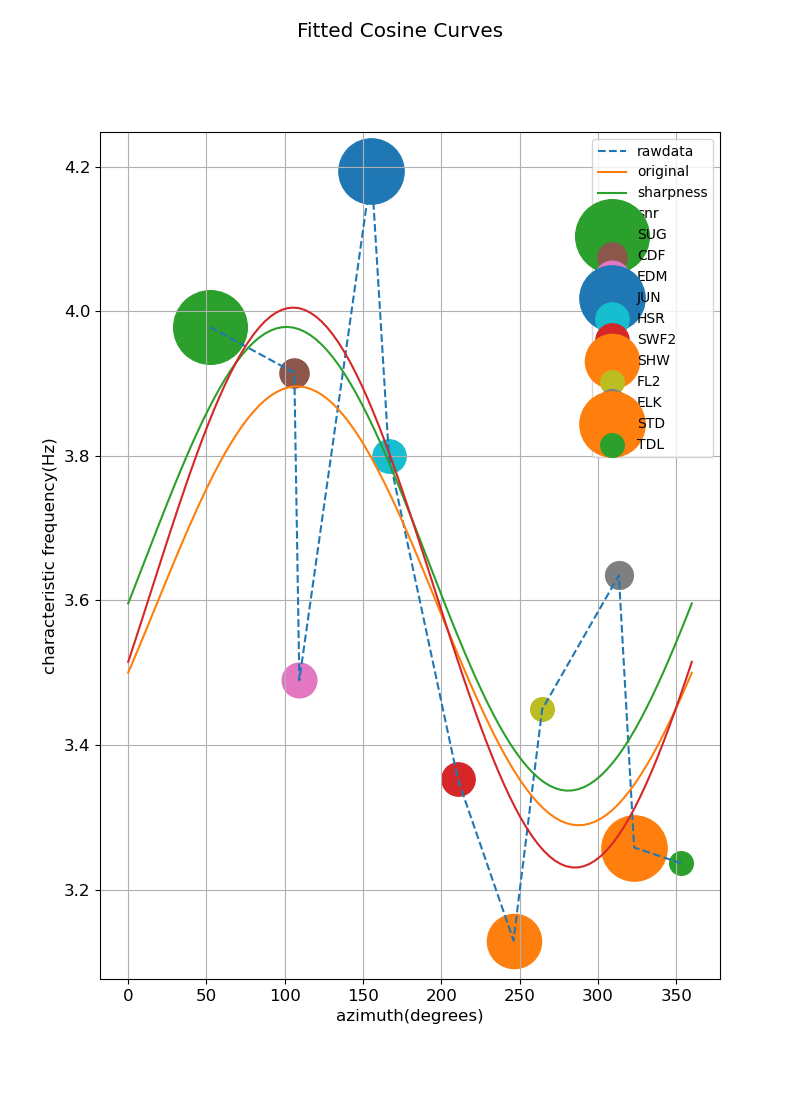 Fitted Cosine Curves
4.2
4.0
3.8
3.6
3.4
3.2
characteristic frequency(Hz)
0 50 100 150 200 250 300 350
azimuth(degrees)
rawdata
original
sharpness
snr
SUG
CDF
EDM
JUN
HSR
SWF2
SHW
FL2
ELK
STD
TDL